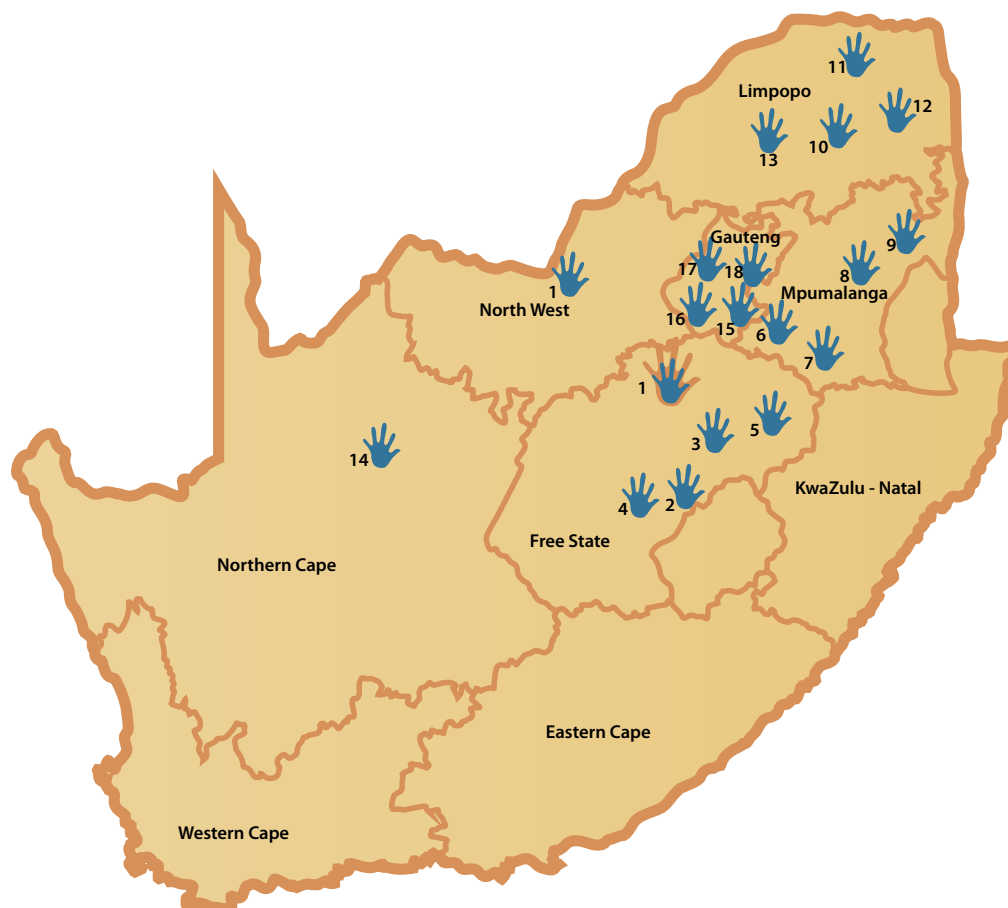 11
Limpopo
12
13
10
Gauteng
9
17
18
8
1
Mpumalanga
North West
16
15
6
7
1
5
3
14
KwaZulu - Natal
4
2
Free State
Northern Cape
Eastern Cape
Western Cape